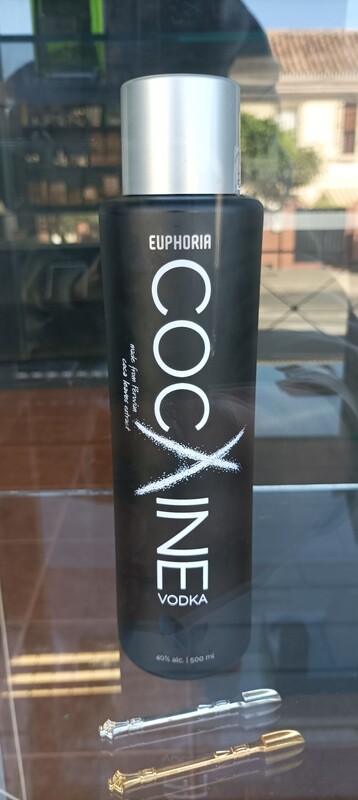 EUPHORIA
COCXINE
made from Peruvian
coca leaves extract
VODKA
40% alc. | 500 ml